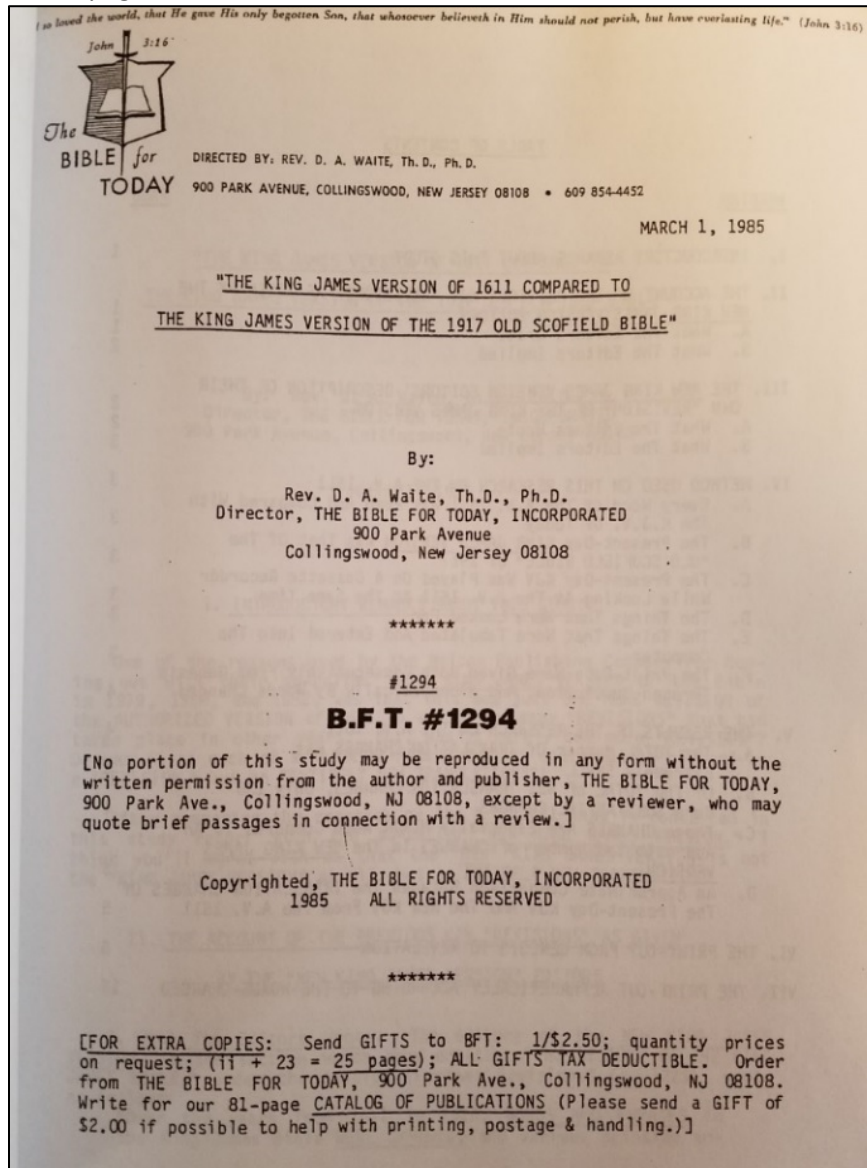 so loved the world, that He gave His only begotten Son, that whosoever believeth in Him should not perish, but have everlasting life." (John 3:16)
John 3:16
The
BIBLE for
TODAY
DIRECTED BY: REV. D. A. WAITE, Th. D., Ph. D.
900 PARK AVENUE, COLLINGSWOOD, NEW JERSEY 08108 • 609 854-4452
MARCH 1, 1985
"THE KING JAMES VERSION OF 1611 COMPARED TO
THE KING JAMES VERSION OF THE 1917 OLD SCOFIELD BIBLE"
By:
Rev. D. A. Waite, Th.D., Ph.D.
Director, THE BIBLE FOR TODAY, INCORPORATED
900 Park Avenue
Collingswood, New Jersey 08108
*******
#1294
B.F.T. #1294
[No portion of this study may be reproduced in any form without the
written permission from the author and publisher, THE BIBLE FOR TODAY,
900 Park Ave., Collingswood, NJ 08108, except by a reviewer, who may
quote brief passages in connection with a review.]
Copyrighted, THE BIBLE FOR TODAY, INCORPORATED
1985 ALL RIGHTS RESERVED
*******
[FOR EXTRA COPIES: Send GIFTS to BFT: 1/$2.50; quantity prices
on request; (ii + 23 = 25 pages); ALL GIFTS TAX DEDUCTIBLE. Order
from THE BIBLE FOR TODAY, 900 Park Ave., Collingswood, NJ 08108.
Write for our 81-page CATALOG OF PUBLICATIONS (Please send a GIFT of
$2.00 if possible to help with printing, postage & handling.)]